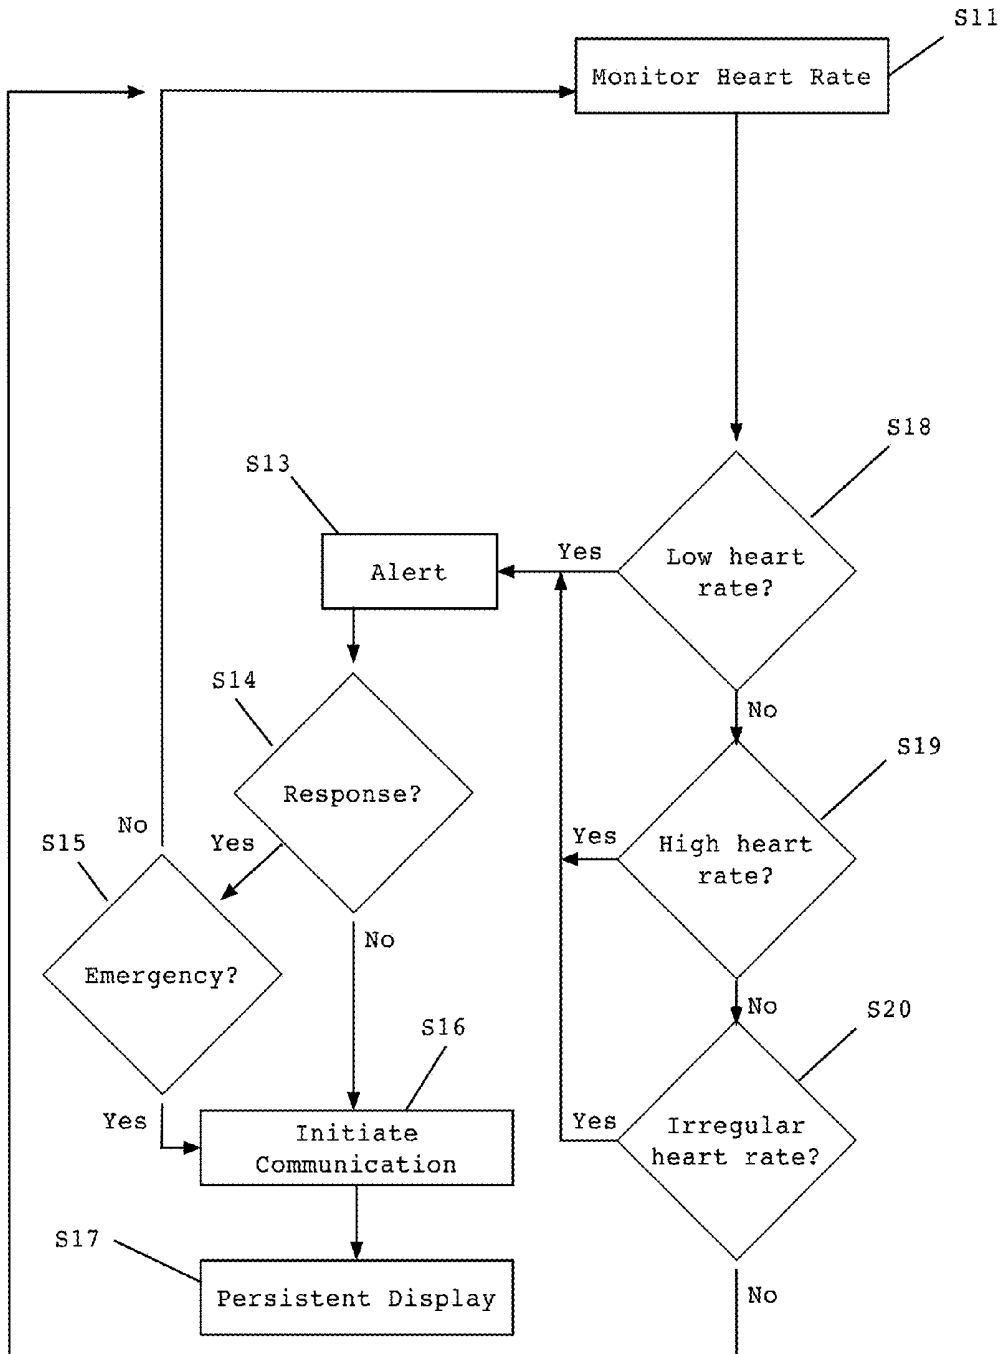 S11
Monitor Heart Rate
S18
Low heart
rate?
Yes
No
S13
Alert
S14
Response?
Yes
No
S15
Emergency?
No
Yes
S19
High heart
rate?
Yes
No
S20
Irregular
heart rate?
Yes
No
S16
Initiate
Communication
S17
Persistent Display